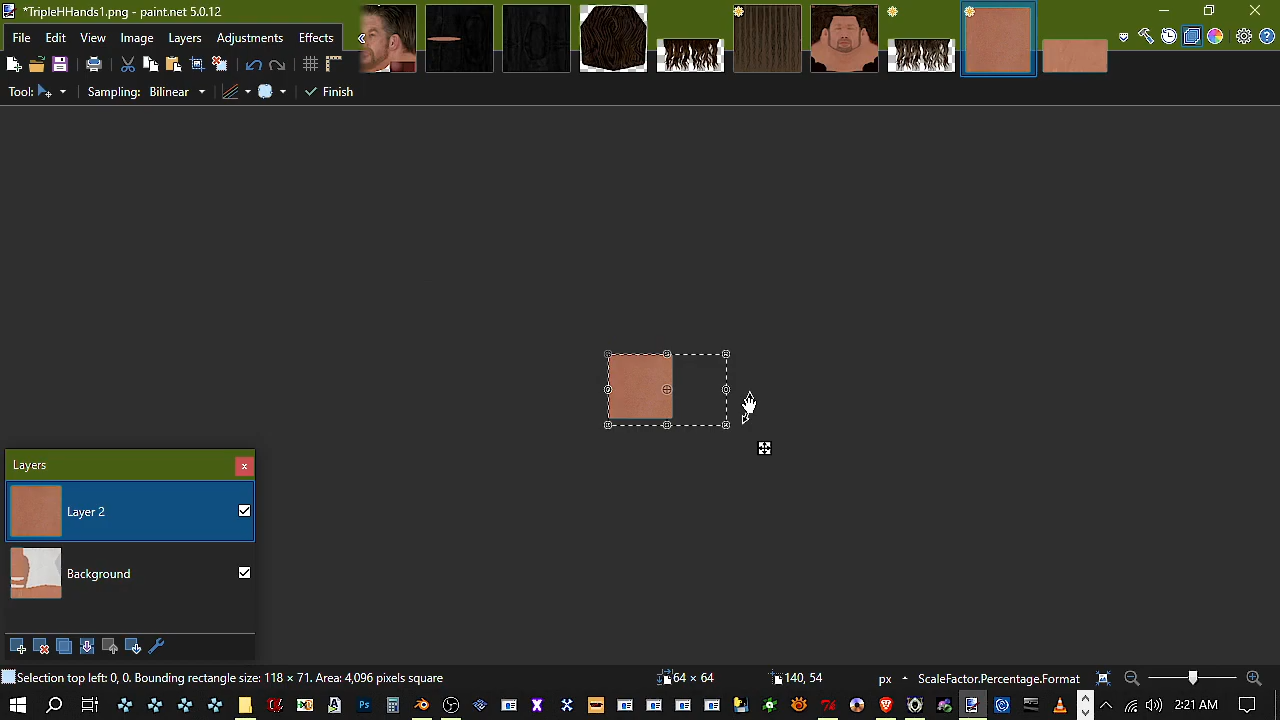 *TripleHHands1.png - paint.net 5.0.12
File Edit View Image Layers Adjustments Effects
Tool: Sampling: Bilinear Finish
Layers
Layer 2
Background
Selection top left 0, 0. Bounding rectangle size: 118 × 71. Area: 4,096 pixels square
64 × 64
140, 54
px
ScaleFactor.Percentage.Format
2:21 AM